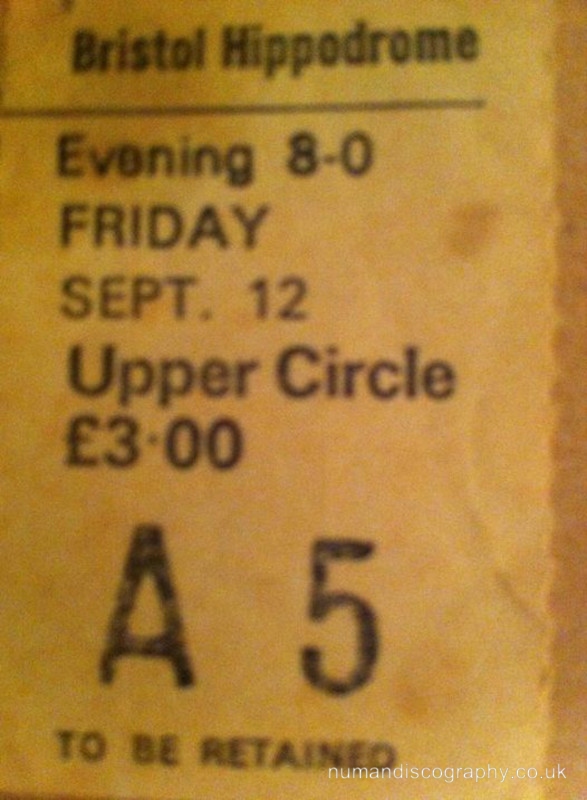 Bristol Hippodrome
Evening 8-0
FRIDAY
SEPT. 12
Upper Circle
£3·00
A 5
TO BE RETAINED
numandiscography.co.uk